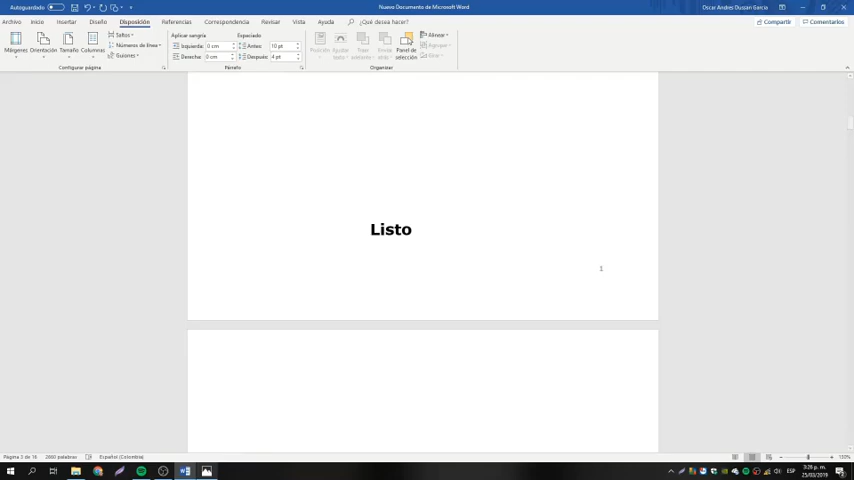 Autoguardado
Nuevo Documento de Microsoft Word
Oscar Andres Dussan Garcia
Archivo Inicio Insertar Diseño Disposición Referencias Correspondencia Revisar Vista Ayuda ¿Qué desea hacer?
Compartir Comentarios
Márgenes Orientación Tamaño Columnas
Saltos
Números de línea
Guiones
Configurar página
Aplicar sangría Espaciado
Izquierda: 0 cm Antes: 10 pt
Derecha: 0 cm Después: 4 pt
Párrafo
Posición Ajustar texto Traer adelante Enviar atrás Panel de selección
Alinear
Agrupar
Girar
Organizar
Listo
1
Página 3 de 16 2860 palabras Español (Colombia)
130%
ESP
3:26 p. m.
25/03/2019